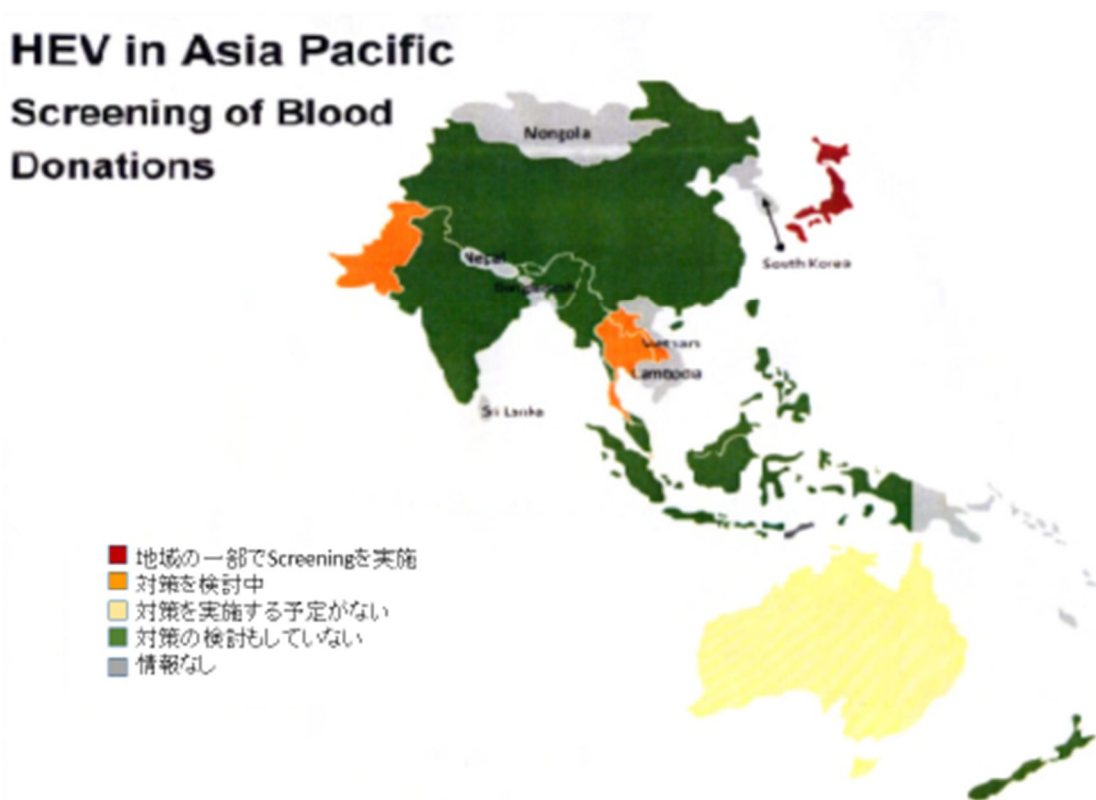 HEV in Asia Pacific
Screening of Blood
Donations
Nongola
South Korea
Nepal
Bangladesh
Vietnam
Cambodia
Sri Lanka
地域の一部でScreeningを実施
対策を検討中
対策を実施する予定がない
対策の検討もしていない
情報なし